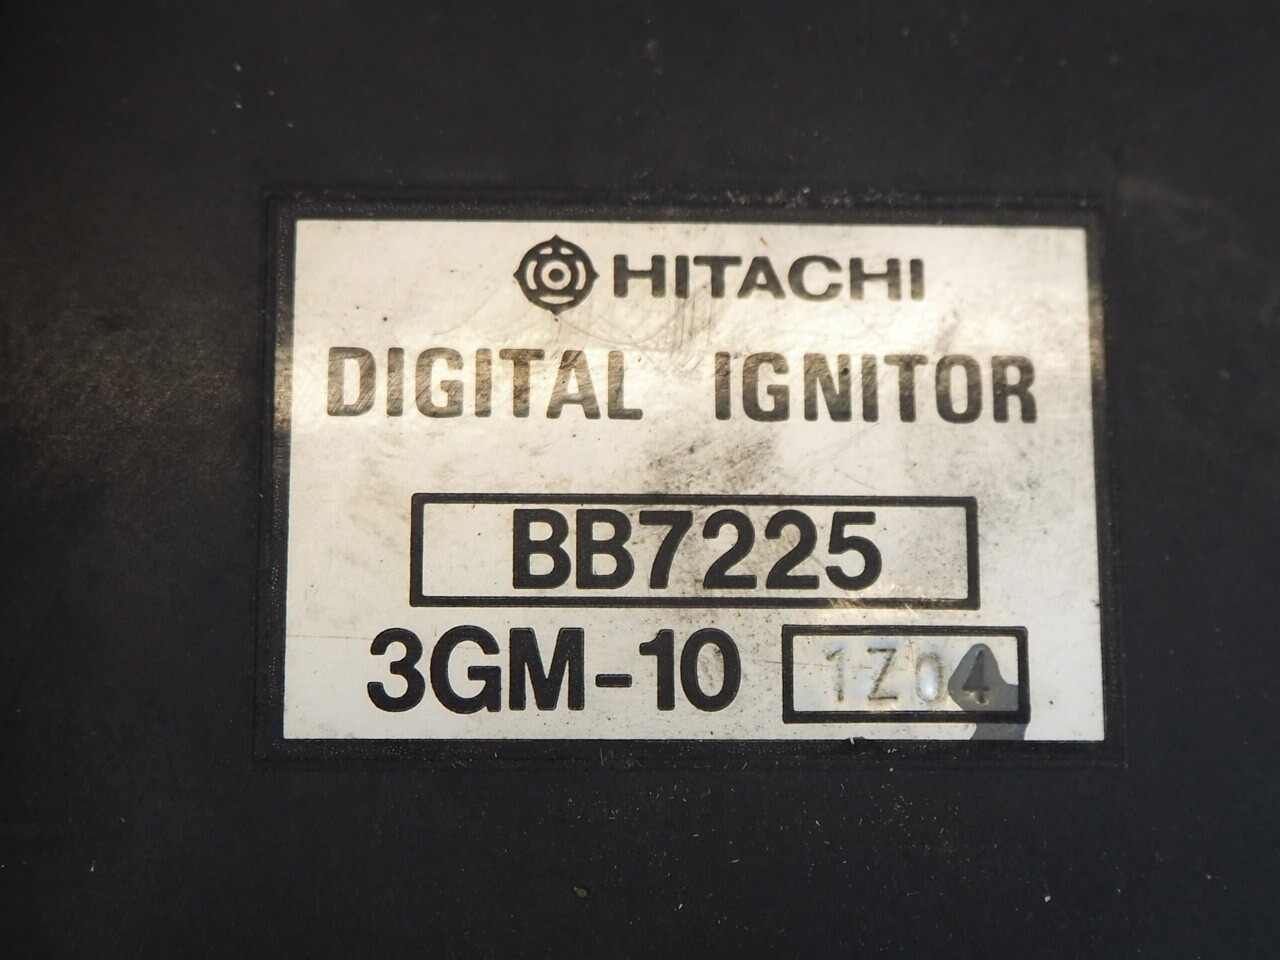 HITACHI
DIGITAL IGNITOR
BB7225
3GM-10 1Z04